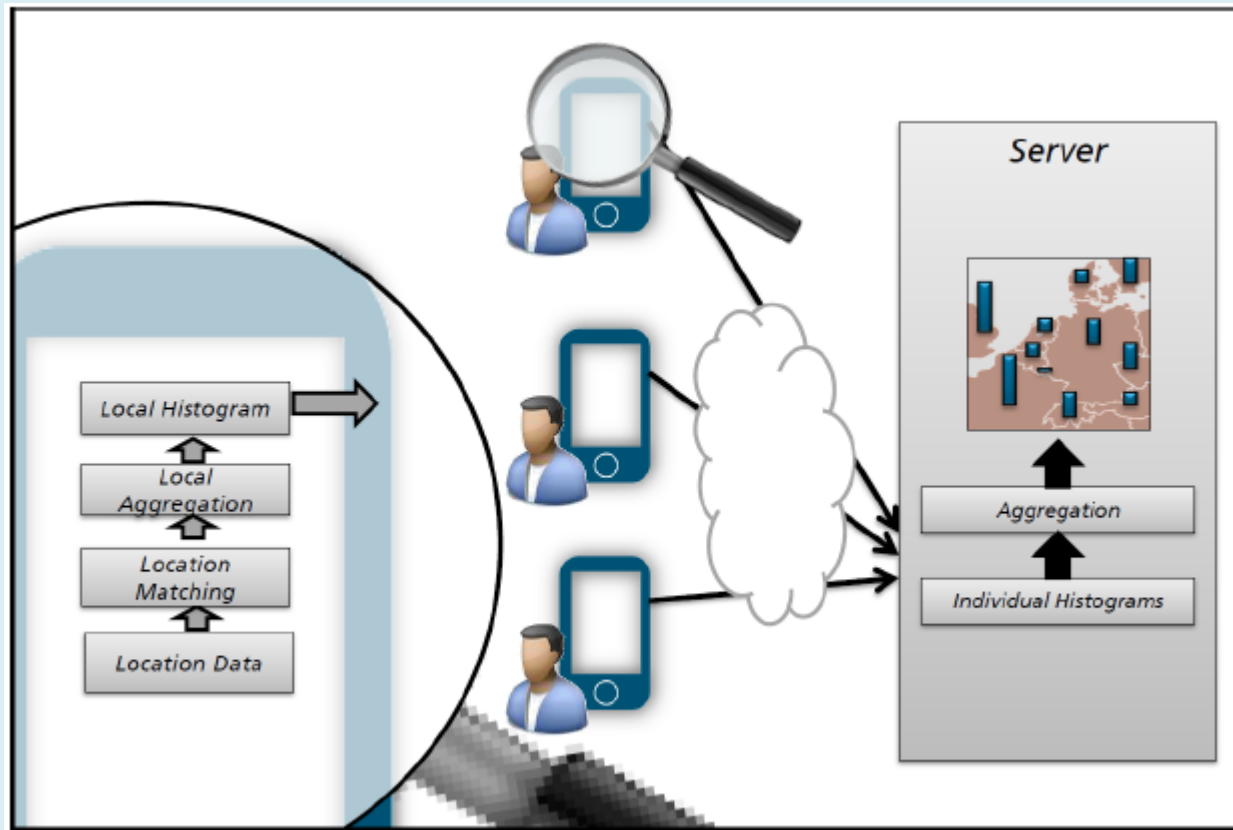 Server
Local Histogram
Local
Aggregation
Location
Matching
Location Data
Aggregation
Individual Histograms